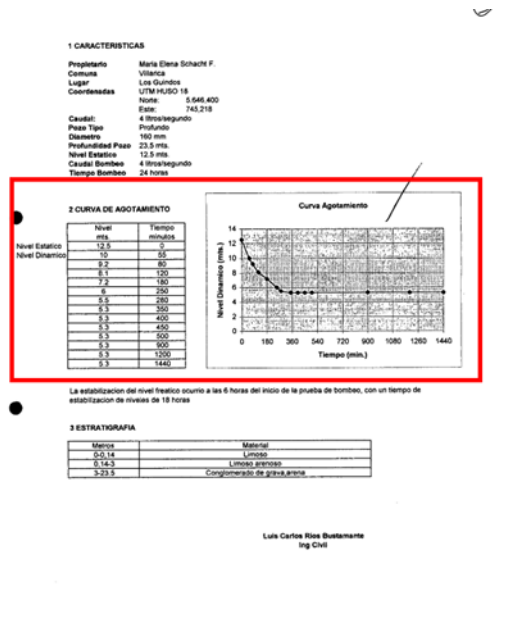 1 CARACTERISTICAS
Propietario Maria Elena Schacht F.
Comuna Villarica
Lugar Los Guindos
Coordenadas UTM HUSO 18
Norte: 5.646,400
Este: 745,218
Caudal: 4 litros/segundo
Pozo Tipo Profundo
Diametro 160 mm
Profundidad Pozo 23.5 mts.
Nivel Estatico 12.5 mts.
Caudal Bombeo 4 litros/segundo
Tiempo Bombeo 24 horas
2 CURVA DE AGOTAMIENTO
Nivel Tiempo
mts. minutos
Nivel Estatico 12.5 0
Nivel Dinamico 10 55
9.2 80
8.1 120
7.2 180
6 250
5.5 280
5.3 350
5.3 400
5.3 450
5.3 500
5.3 900
5.3 1200
5.3 1440
Curva Agotamiento
Nivel Dinamico (mts.)
14
12
10
8
6
4
2
0
0 180 360 540 720 900 1080 1260 1440
Tiempo (min.)
La estabilizacion del nivel freatico ocurrio a las 6 horas del inicio de la prueba de bombeo, con un tiempo de
estabilizacion de niveles de 18 horas
3 ESTRATIGRAFIA
Metros Material
0-0,14 Limoso
0,14-3 Limoso arenoso
3-23.5 Conglomerado de grava,arena
Luis Carlos Rios Bustamante
Ing Civil